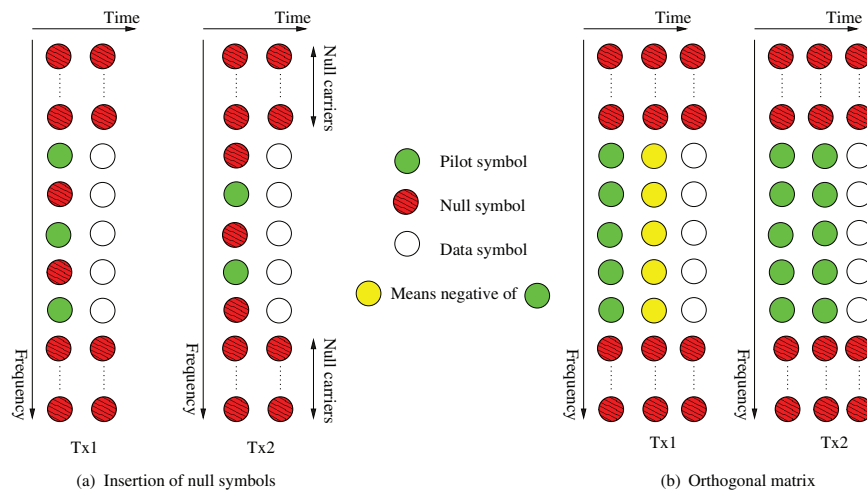 Time
Time
Time
Time
Null carriers
Pilot symbol
Null symbol
Data symbol
Means negative of
Frequency
Frequency
Null carriers
Frequency
Frequency
Tx1
Tx2
Tx1
Tx2
(a) Insertion of null symbols
(b) Orthogonal matrix